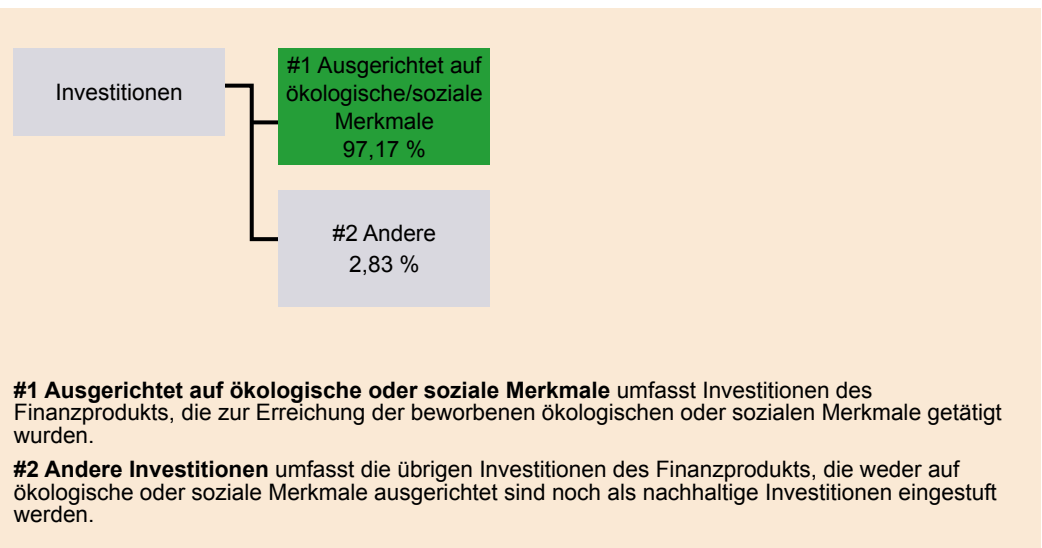 Investitionen
#1 Ausgerichtet auf
ökologische/soziale
Merkmale
97,17 %
#2 Andere
2,83 %
#1 Ausgerichtet auf ökologische oder soziale Merkmale umfasst Investitionen des
Finanzprodukts, die zur Erreichung der beworbenen ökologischen oder sozialen Merkmale getätigt
wurden.
#2 Andere Investitionen umfasst die übrigen Investitionen des Finanzprodukts, die weder auf
ökologische oder soziale Merkmale ausgerichtet sind noch als nachhaltige Investitionen eingestuft
werden.